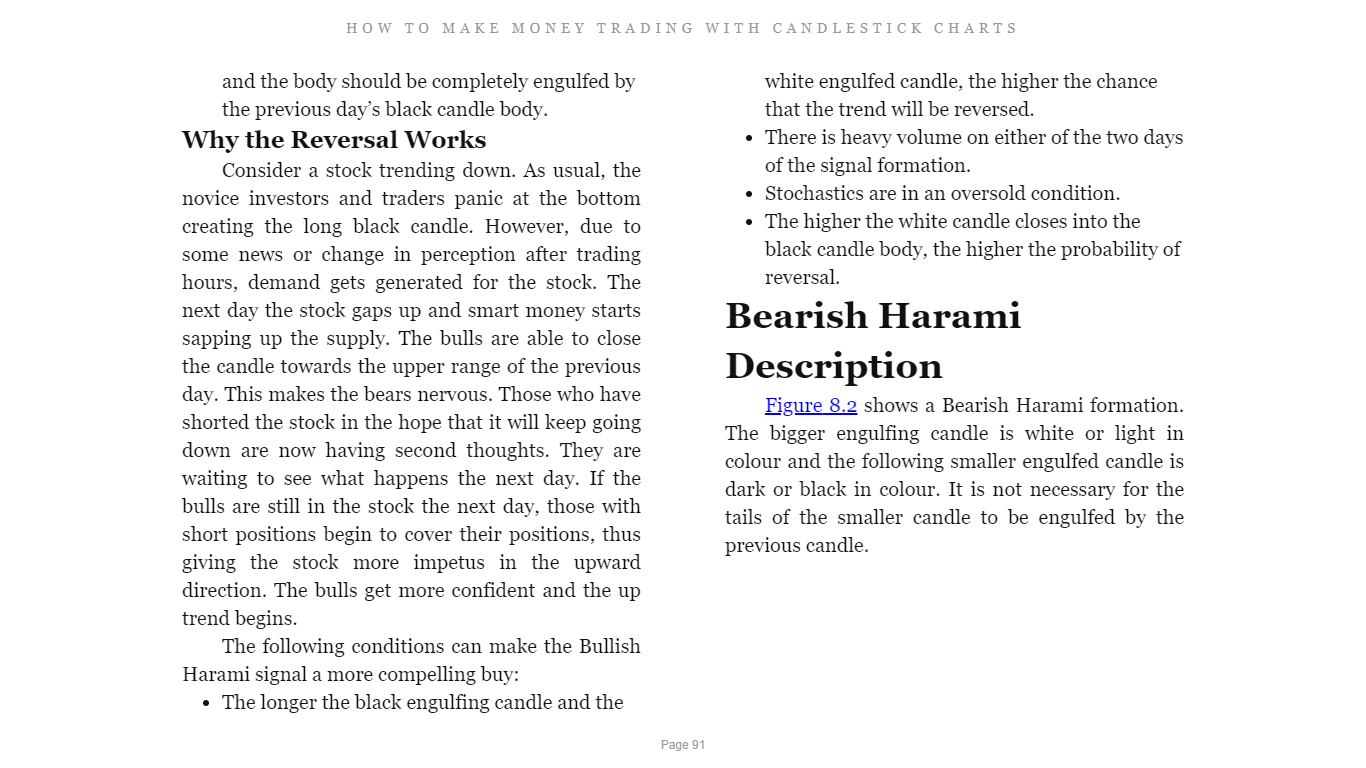 HOW TO MAKE MONEY TRADING WITH CANDLESTICK CHARTS
and the body should be completely engulfed by
the previous day’s black candle body.
Why the Reversal Works
Consider a stock trending down. As usual, the
novice investors and traders panic at the bottom
creating the long black candle. However, due to
some news or change in perception after trading
hours, demand gets generated for the stock. The
next day the stock gaps up and smart money starts
sapping up the supply. The bulls are able to close
the candle towards the upper range of the previous
day. This makes the bears nervous. Those who have
shorted the stock in the hope that it will keep going
down are now having second thoughts. They are
waiting to see what happens the next day. If the
bulls are still in the stock the next day, those with
short positions begin to cover their positions, thus
giving the stock more impetus in the upward
direction. The bulls get more confident and the up
trend begins.
The following conditions can make the Bullish
Harami signal a more compelling buy:
• The longer the black engulfing candle and the
white engulfed candle, the higher the chance
that the trend will be reversed.
• There is heavy volume on either of the two days
of the signal formation.
• Stochastics are in an oversold condition.
• The higher the white candle closes into the
black candle body, the higher the probability of
reversal.
Bearish Harami
Description
Figure 8.2 shows a Bearish Harami formation.
The bigger engulfing candle is white or light in
colour and the following smaller engulfed candle is
dark or black in colour. It is not necessary for the
tails of the smaller candle to be engulfed by the
previous candle.
Page 91